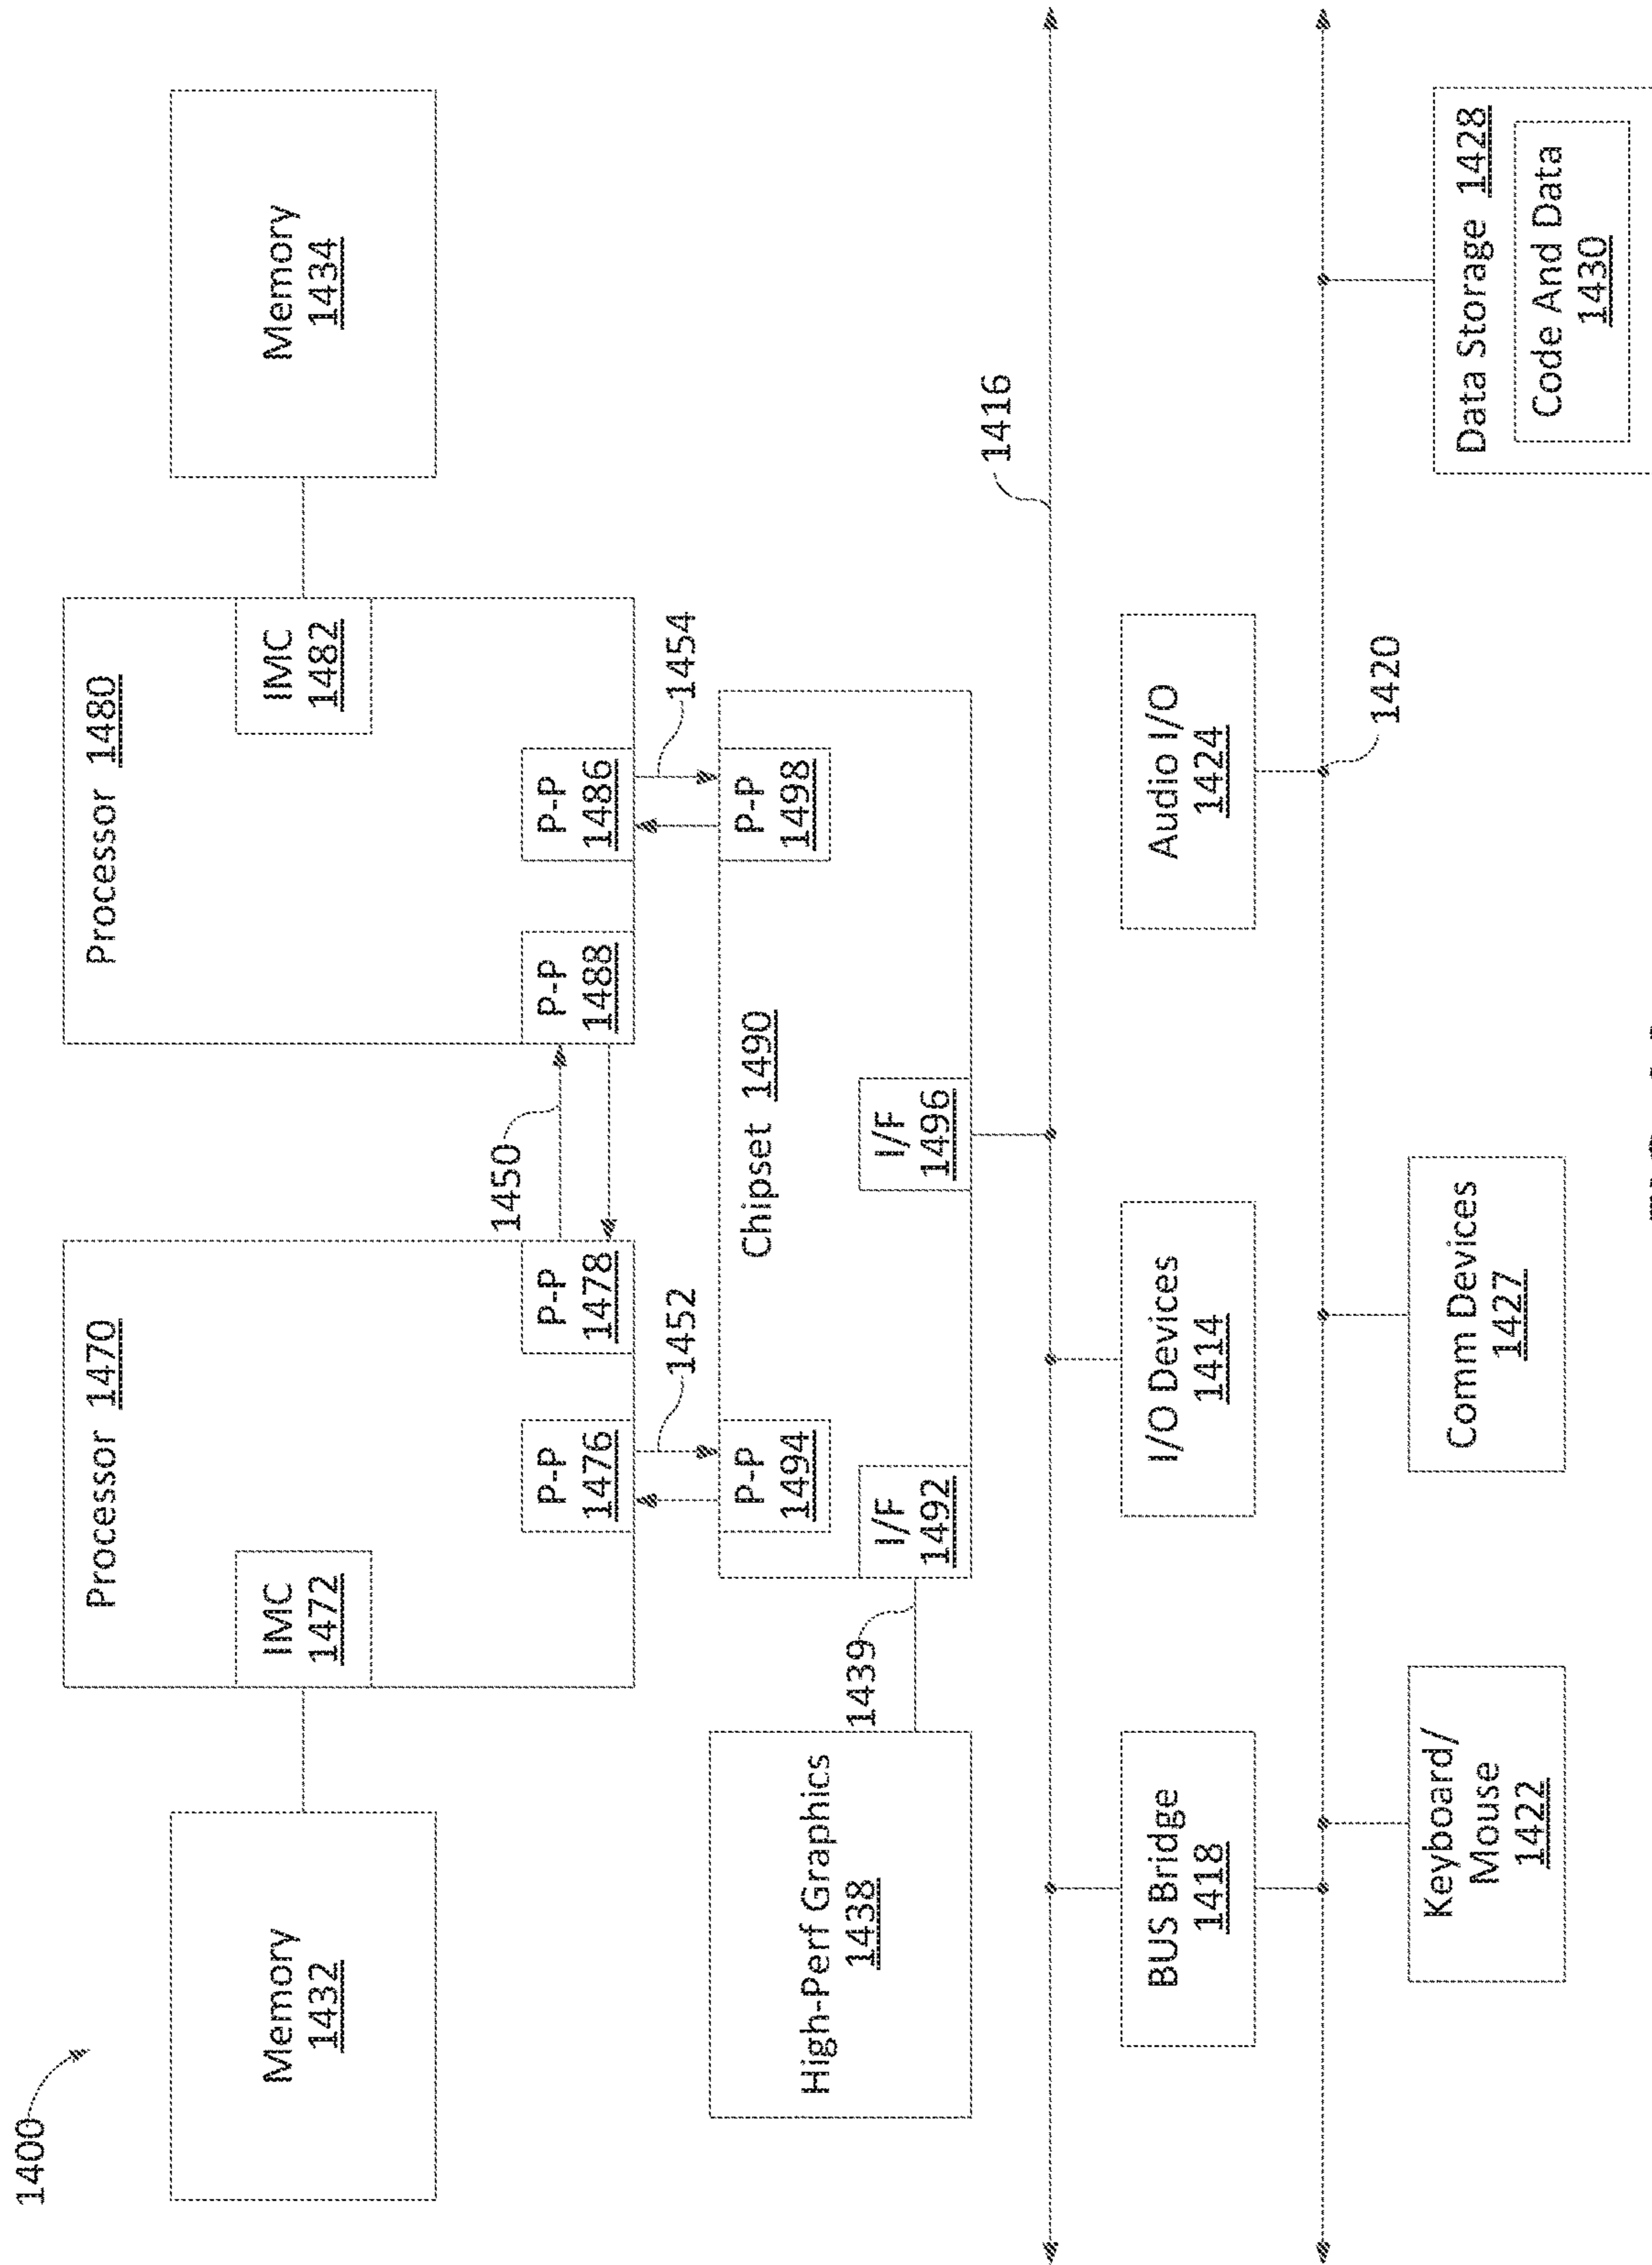 1400
Memory
1432
Processor 1470
IMC
1472
P-P
1476
P-P
1478
1450
Processor 1480
P-P
1488
P-P
1486
IMC
1482
Memory
1434
1452
1454
High-Perf Graphics
1438
1439
Chipset 1490
P-P
1494
P-P
1498
I/F
1492
I/F
1496
1416
BUS Bridge
1418
I/O Devices
1414
Audio I/O
1424
1420
Keyboard/
Mouse
1422
Comm Devices
1427
Data Storage 1428
Code And Data
1430